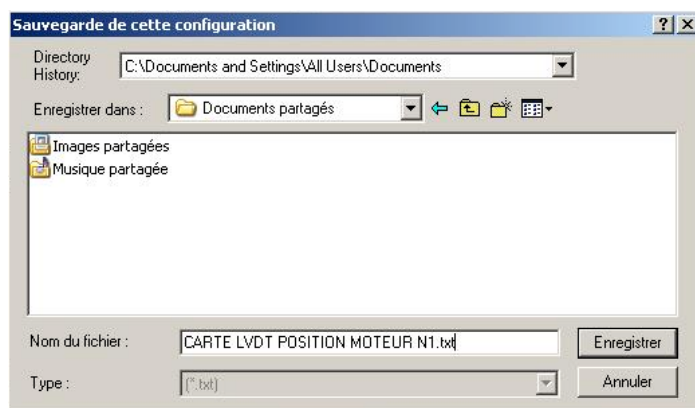 Sauvegarde de cette configuration
Directory
History:
C:\Documents and Settings\All Users\Documents
Enregistrer dans :
Documents partagés
Images partagées
Musique partagée
Nom du fichier :
CARTE LVDT POSITION MOTEUR N1.txt
Enregistrer
Type :
(*.txt)
Annuler